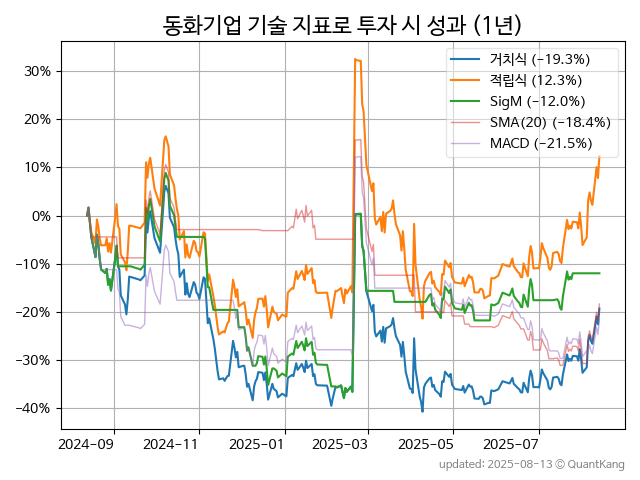 동화기업 기술 지표로 투자 시 성과 (1년)
거치식 (−19.3%)
적립식 (12.3%)
SigM (−12.0%)
SMA(20) (−18.4%)
MACD (−21.5%)
30%
20%
10%
0%
−10%
−20%
−30%
−40%
2024-09 2024-11 2025-01 2025-03 2025-05 2025-07
updated: 2025-08-13 © QuantKang